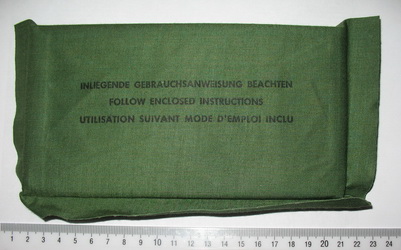 INLIEGENDE GEBRAUCHSANWEISUNG BEACHTEN
FOLLOW ENCLOSED INSTRUCTIONS
UTILISATION SUIVANT MODE D'EMPLOI INCLU
1 2 3 4 5 6 7 8 9 10 11 12 13 14 15 16 17 18 19 20 21 22 23 24